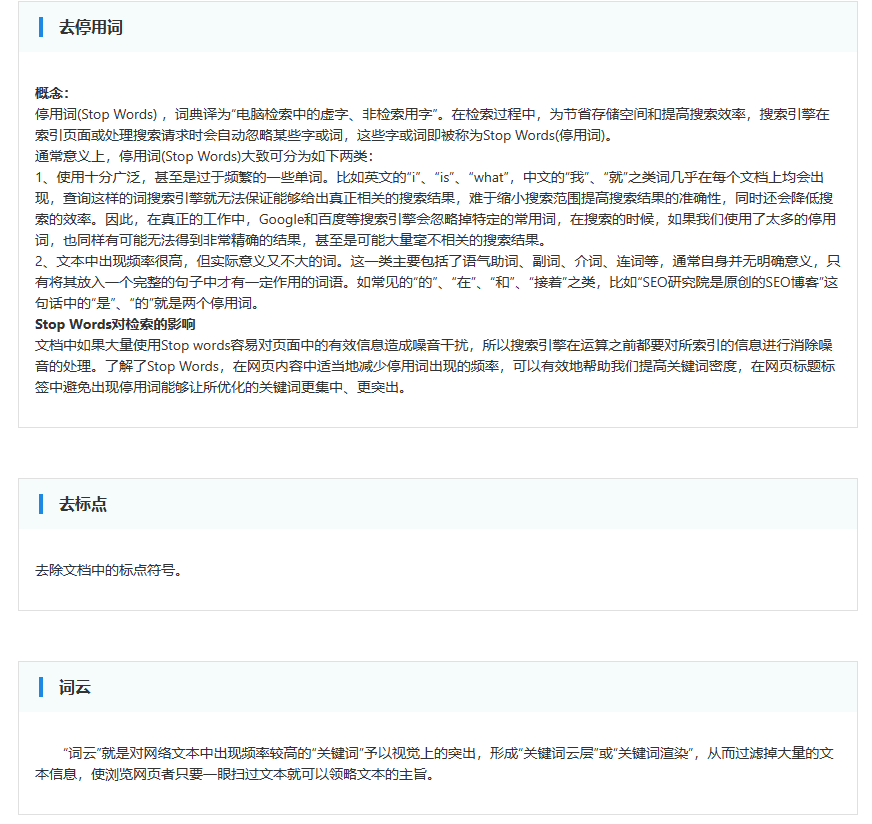 去停用词
概念：
停用词(Stop Words) ，词典译为“电脑检索中的虚字、非检索用字”。在检索过程中，为节省存储空间和提高搜索效率，搜索引擎在
索引页面或处理搜索请求时会自动忽略某些字或词，这些字或词即被称为Stop Words(停用词)。
通常意义上，停用词(Stop Words)大致可分为如下两类：
1、使用十分广泛，甚至是过于频繁的一些单词。比如英文的“i”、“is”、“what”，中文的“我”、“就”之类词几乎在每个文档上均会出
现，查询这样的词搜索引擎就无法保证能够给出真正相关的搜索结果，难于缩小搜索范围提高搜索结果的准确性，同时还会降低搜
索的效率。因此，在真正的工作中，Google和百度等搜索引擎会忽略掉特定的常用词，在搜索的时候，如果我们使用了太多的停用
词，也同样有可能无法得到非常精确的结果，甚至是可能大量毫不相关的搜索结果。
2、文本中出现频率很高，但实际意义又不大的词。这一类主要包括了语气助词、副词、介词、连词等，通常自身并无明确意义，只
有将其放入一个完整的句子中才有一定作用的词语。如常见的“的”、“在”、“和”、“接着”之类，比如“SEO研究院是原创的SEO博客”这
句话中的“是”、“的”就是两个停用词。
Stop Words对检索的影响
文档中如果大量使用Stop words容易对页面中的有效信息造成噪音干扰，所以搜索引擎在运算之前都要对所索引的信息进行消除噪
音的处理。了解了Stop Words，在网页内容中适当地减少停用词出现的频率，可以有效地帮助我们提高关键词密度，在网页标题标
签中避免出现停用词能够让所优化的关键词更集中、更突出。
去标点
去除文档中的标点符号。
词云
“词云”就是对网络文本中出现频率较高的“关键词”予以视觉上的突出，形成“关键词云层”或“关键词渲染”，从而过滤掉大量的文
本信息，使浏览网页者只要一眼扫过文本就可以领略文本的主旨。